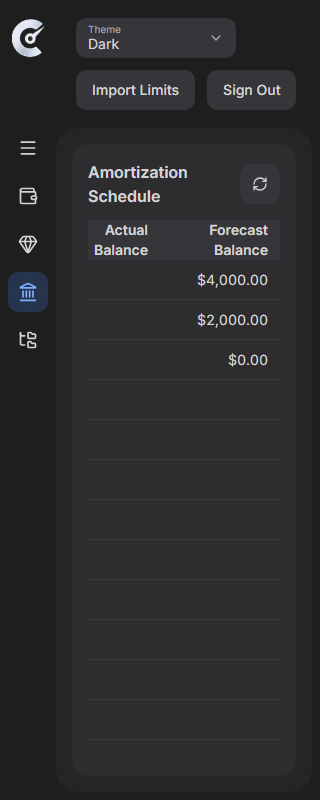 Theme
Dark
Import Limits
Sign Out
Amortization
Schedule
Actual
Balance
Forecast
Balance
$4,000.00
$2,000.00
$0.00